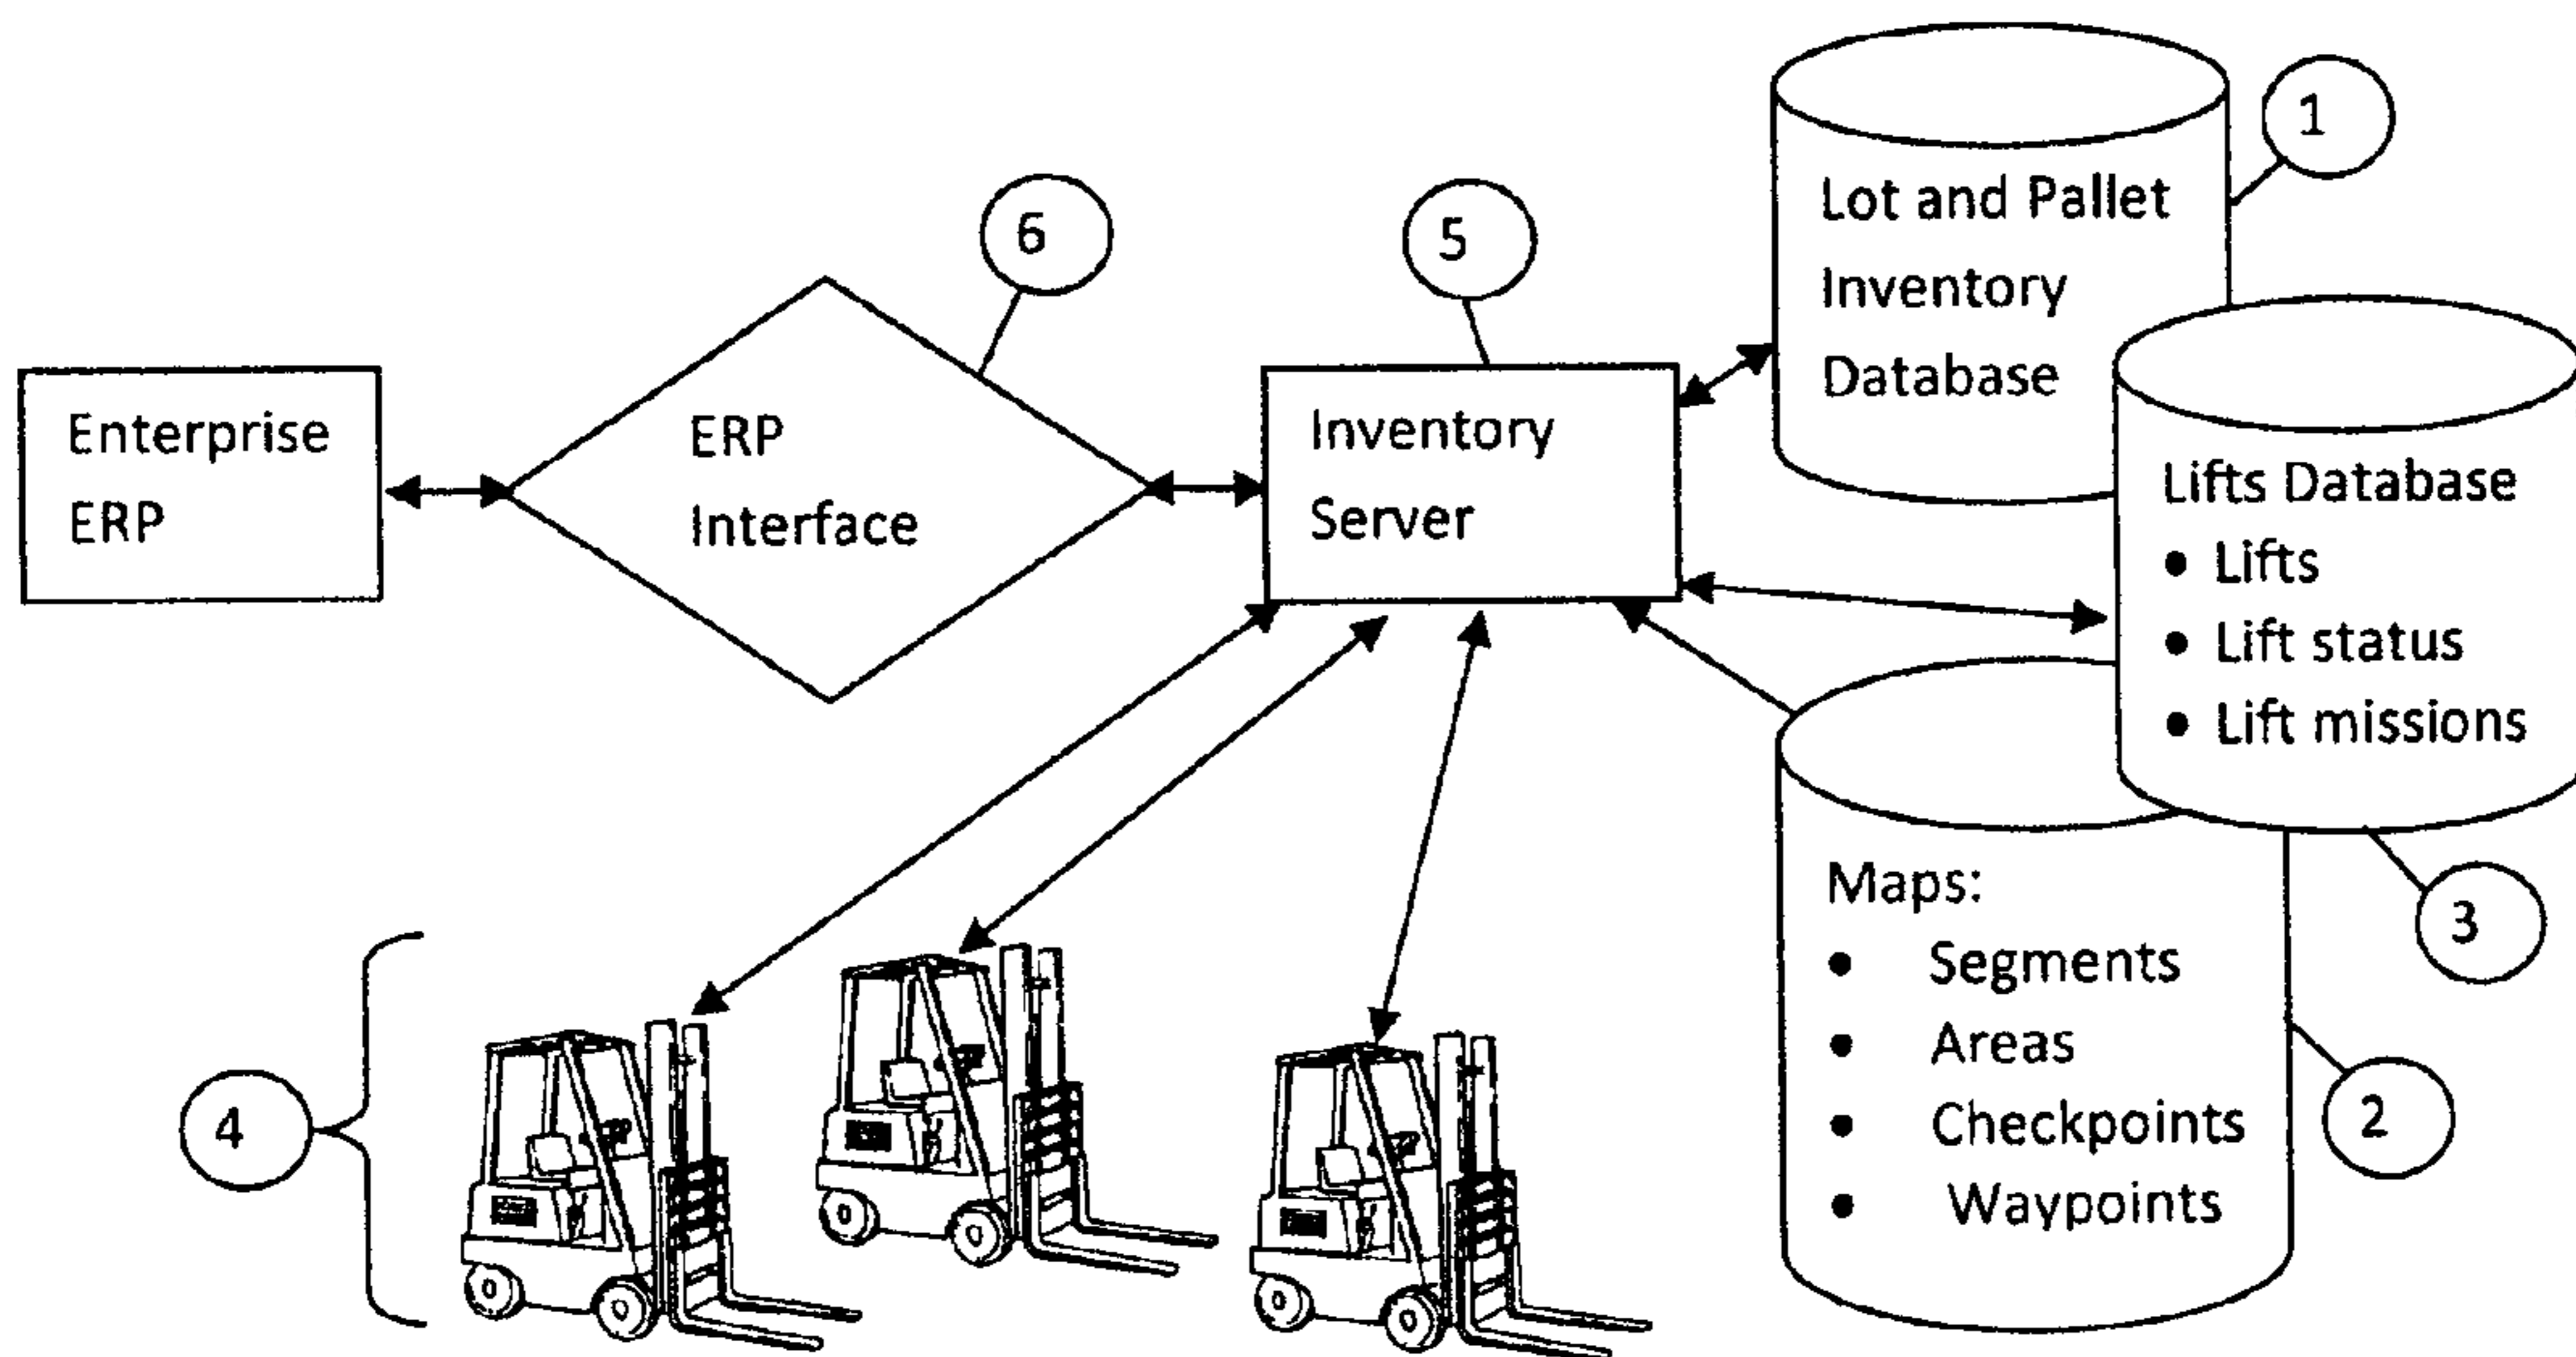 1
Lot and Pallet
Inventory
Database
6
5
Enterprise
ERP
ERP
Interface
Inventory
Server
Lifts Database
• Lifts
• Lift status
• Lift missions
Maps:
• Segments
• Areas
• Checkpoints
• Waypoints
3
2
4